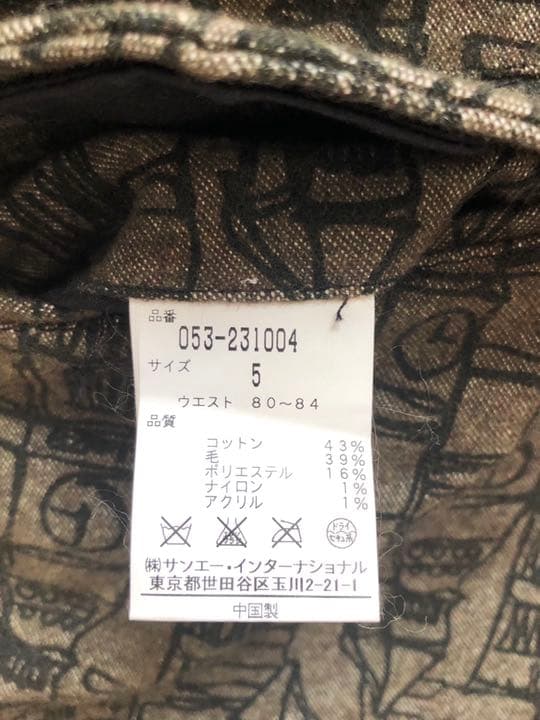 品番
053-231004
サイズ
5
ウエスト 80~84
品質
コットン 43%
毛 39%
ポリエステル 16%
ナイロン 1%
アクリル 1%
ドライ
セキユ系
㈱サンエー・インターナショナル
東京都世田谷区玉川2-21-1
中国製